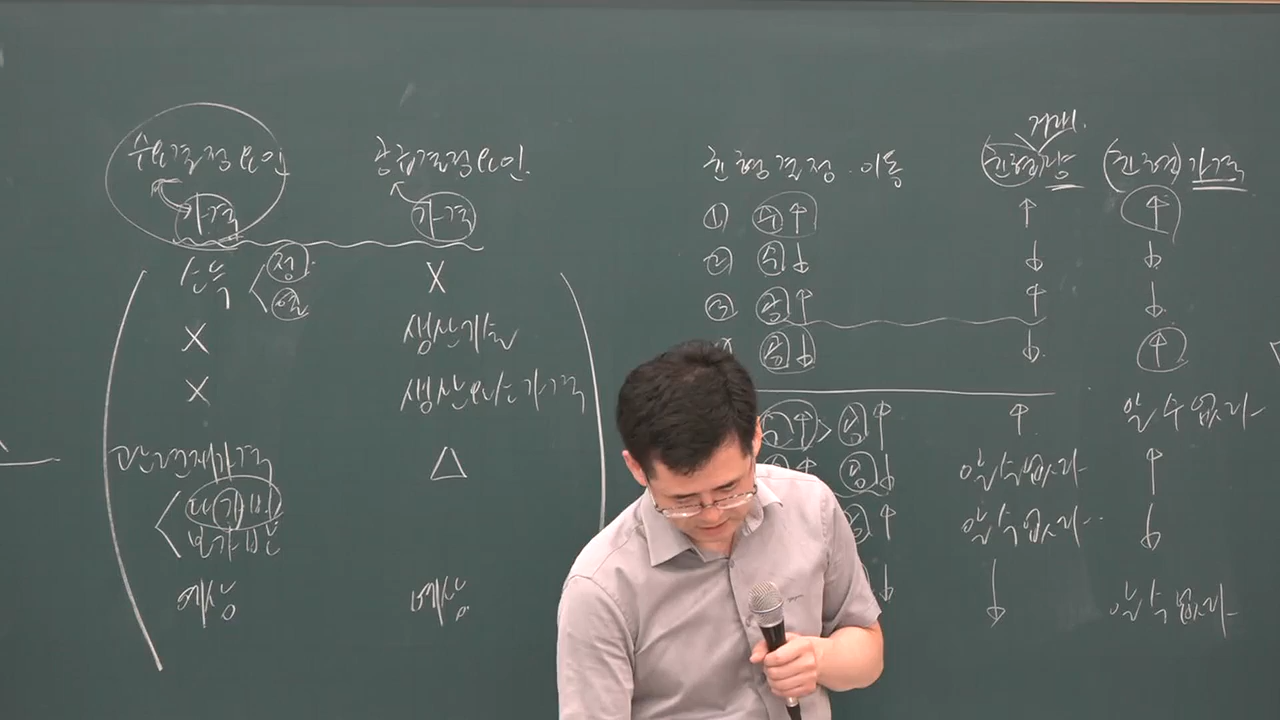 수요결정요인 공급결정요인
가격 가격
소득 정 열
X
X 생산기술
X 생산요소가격
관련재가격 △
대체재
보완재
예상 예상
균형결정·이동 거래 균형량 (균형) 가격
① 수↑ ↑ ↑
② 수↓ ↓ ↓
③ 공↑ ↑ ↓
공↓ ↓ ↑
수↑ > 공↑ ↑ 알 수 없다
공↓ 알 수 없다 ↑
공↑ 알 수 없다 ↓
↓ ↓ 알 수 없다